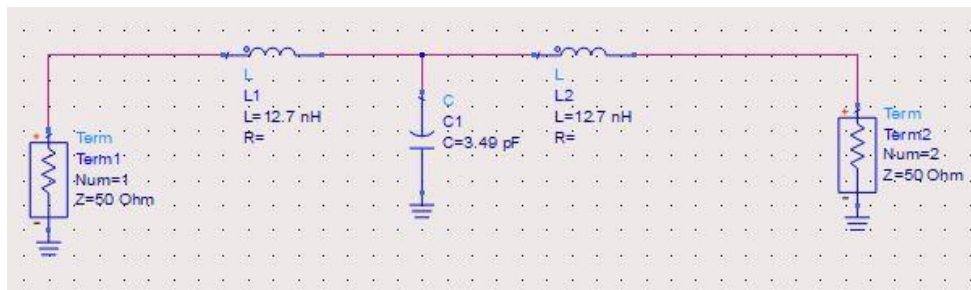 L
L1
L=12.7 nH
R=
C
C1
C=3.49 pF
L
L2
L=12.7 nH
R=
+
Term
Term1
Num=1
Z=50 Ohm
-
+
Term
Term2
Num=2
Z=50 Ohm
-